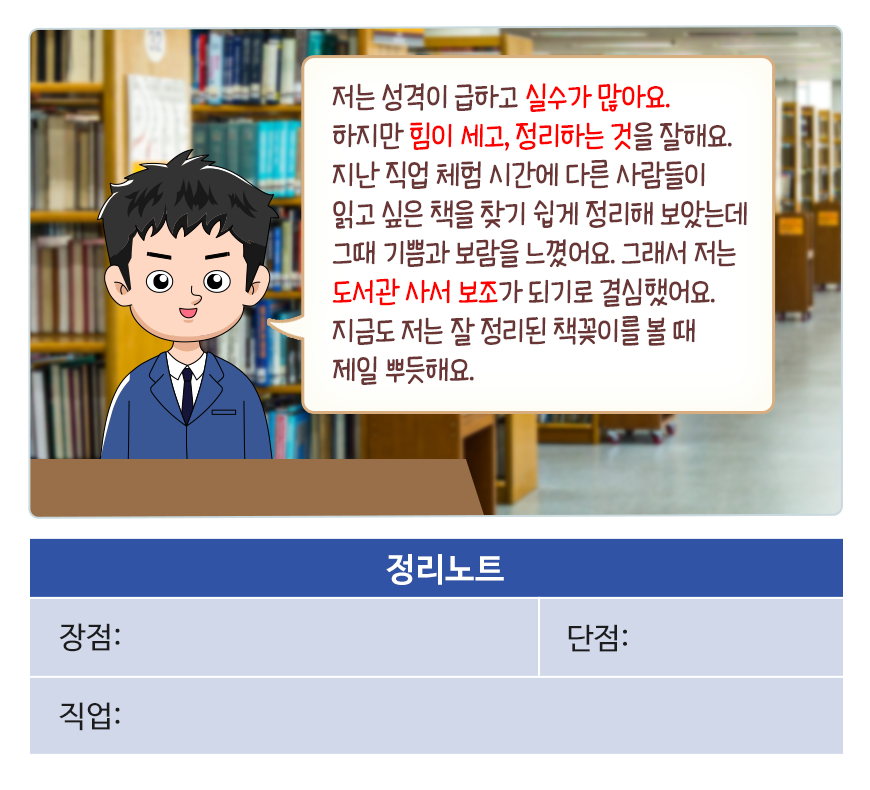 저는 성격이 급하고 실수가 많아요.
하지만 힘이 세고, 정리하는 것을 잘해요.
지난 직업 체험 시간에 다른 사람들이
읽고 싶은 책을 찾기 쉽게 정리해 보았는데
그때 기쁨과 보람을 느꼈어요. 그래서 저는
도서관 사서 보조가 되기로 결심했어요.
지금도 저는 잘 정리된 책꽂이를 볼 때
제일 뿌듯해요.
정리노트
장점:
단점:
직업: